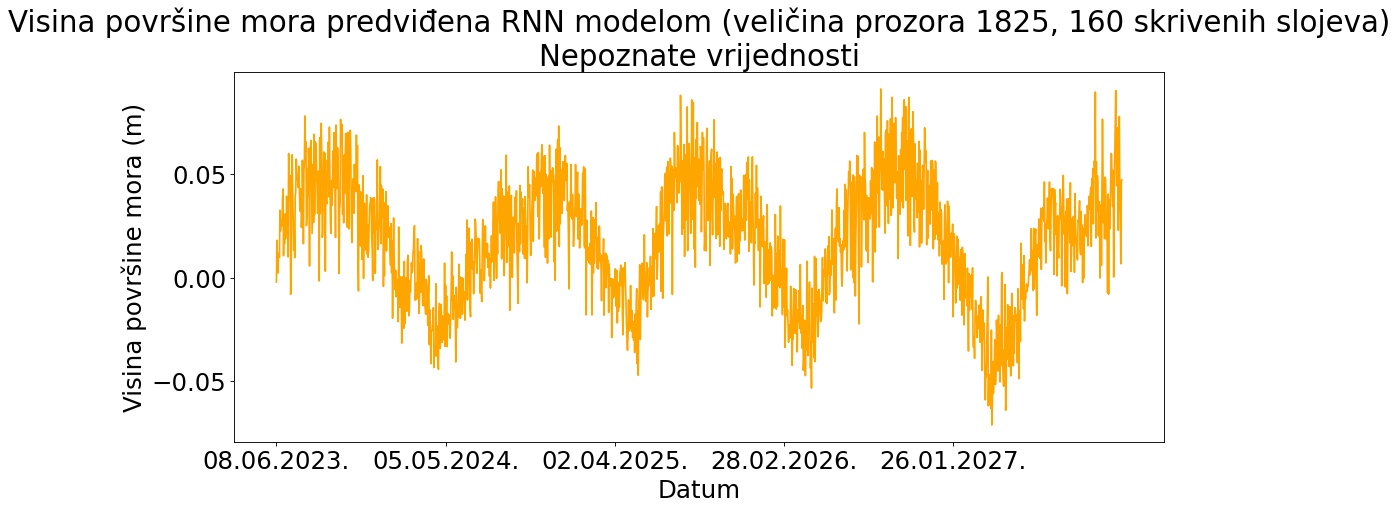 Visina površine mora predviđena RNN modelom (veličina prozora 1825, 160 skrivenih slojeva)
Nepoznate vrijednosti
Visina površine mora (m)
0.05
0.00
−0.05
08.06.2023. 05.05.2024. 02.04.2025. 28.02.2026. 26.01.2027.
Datum